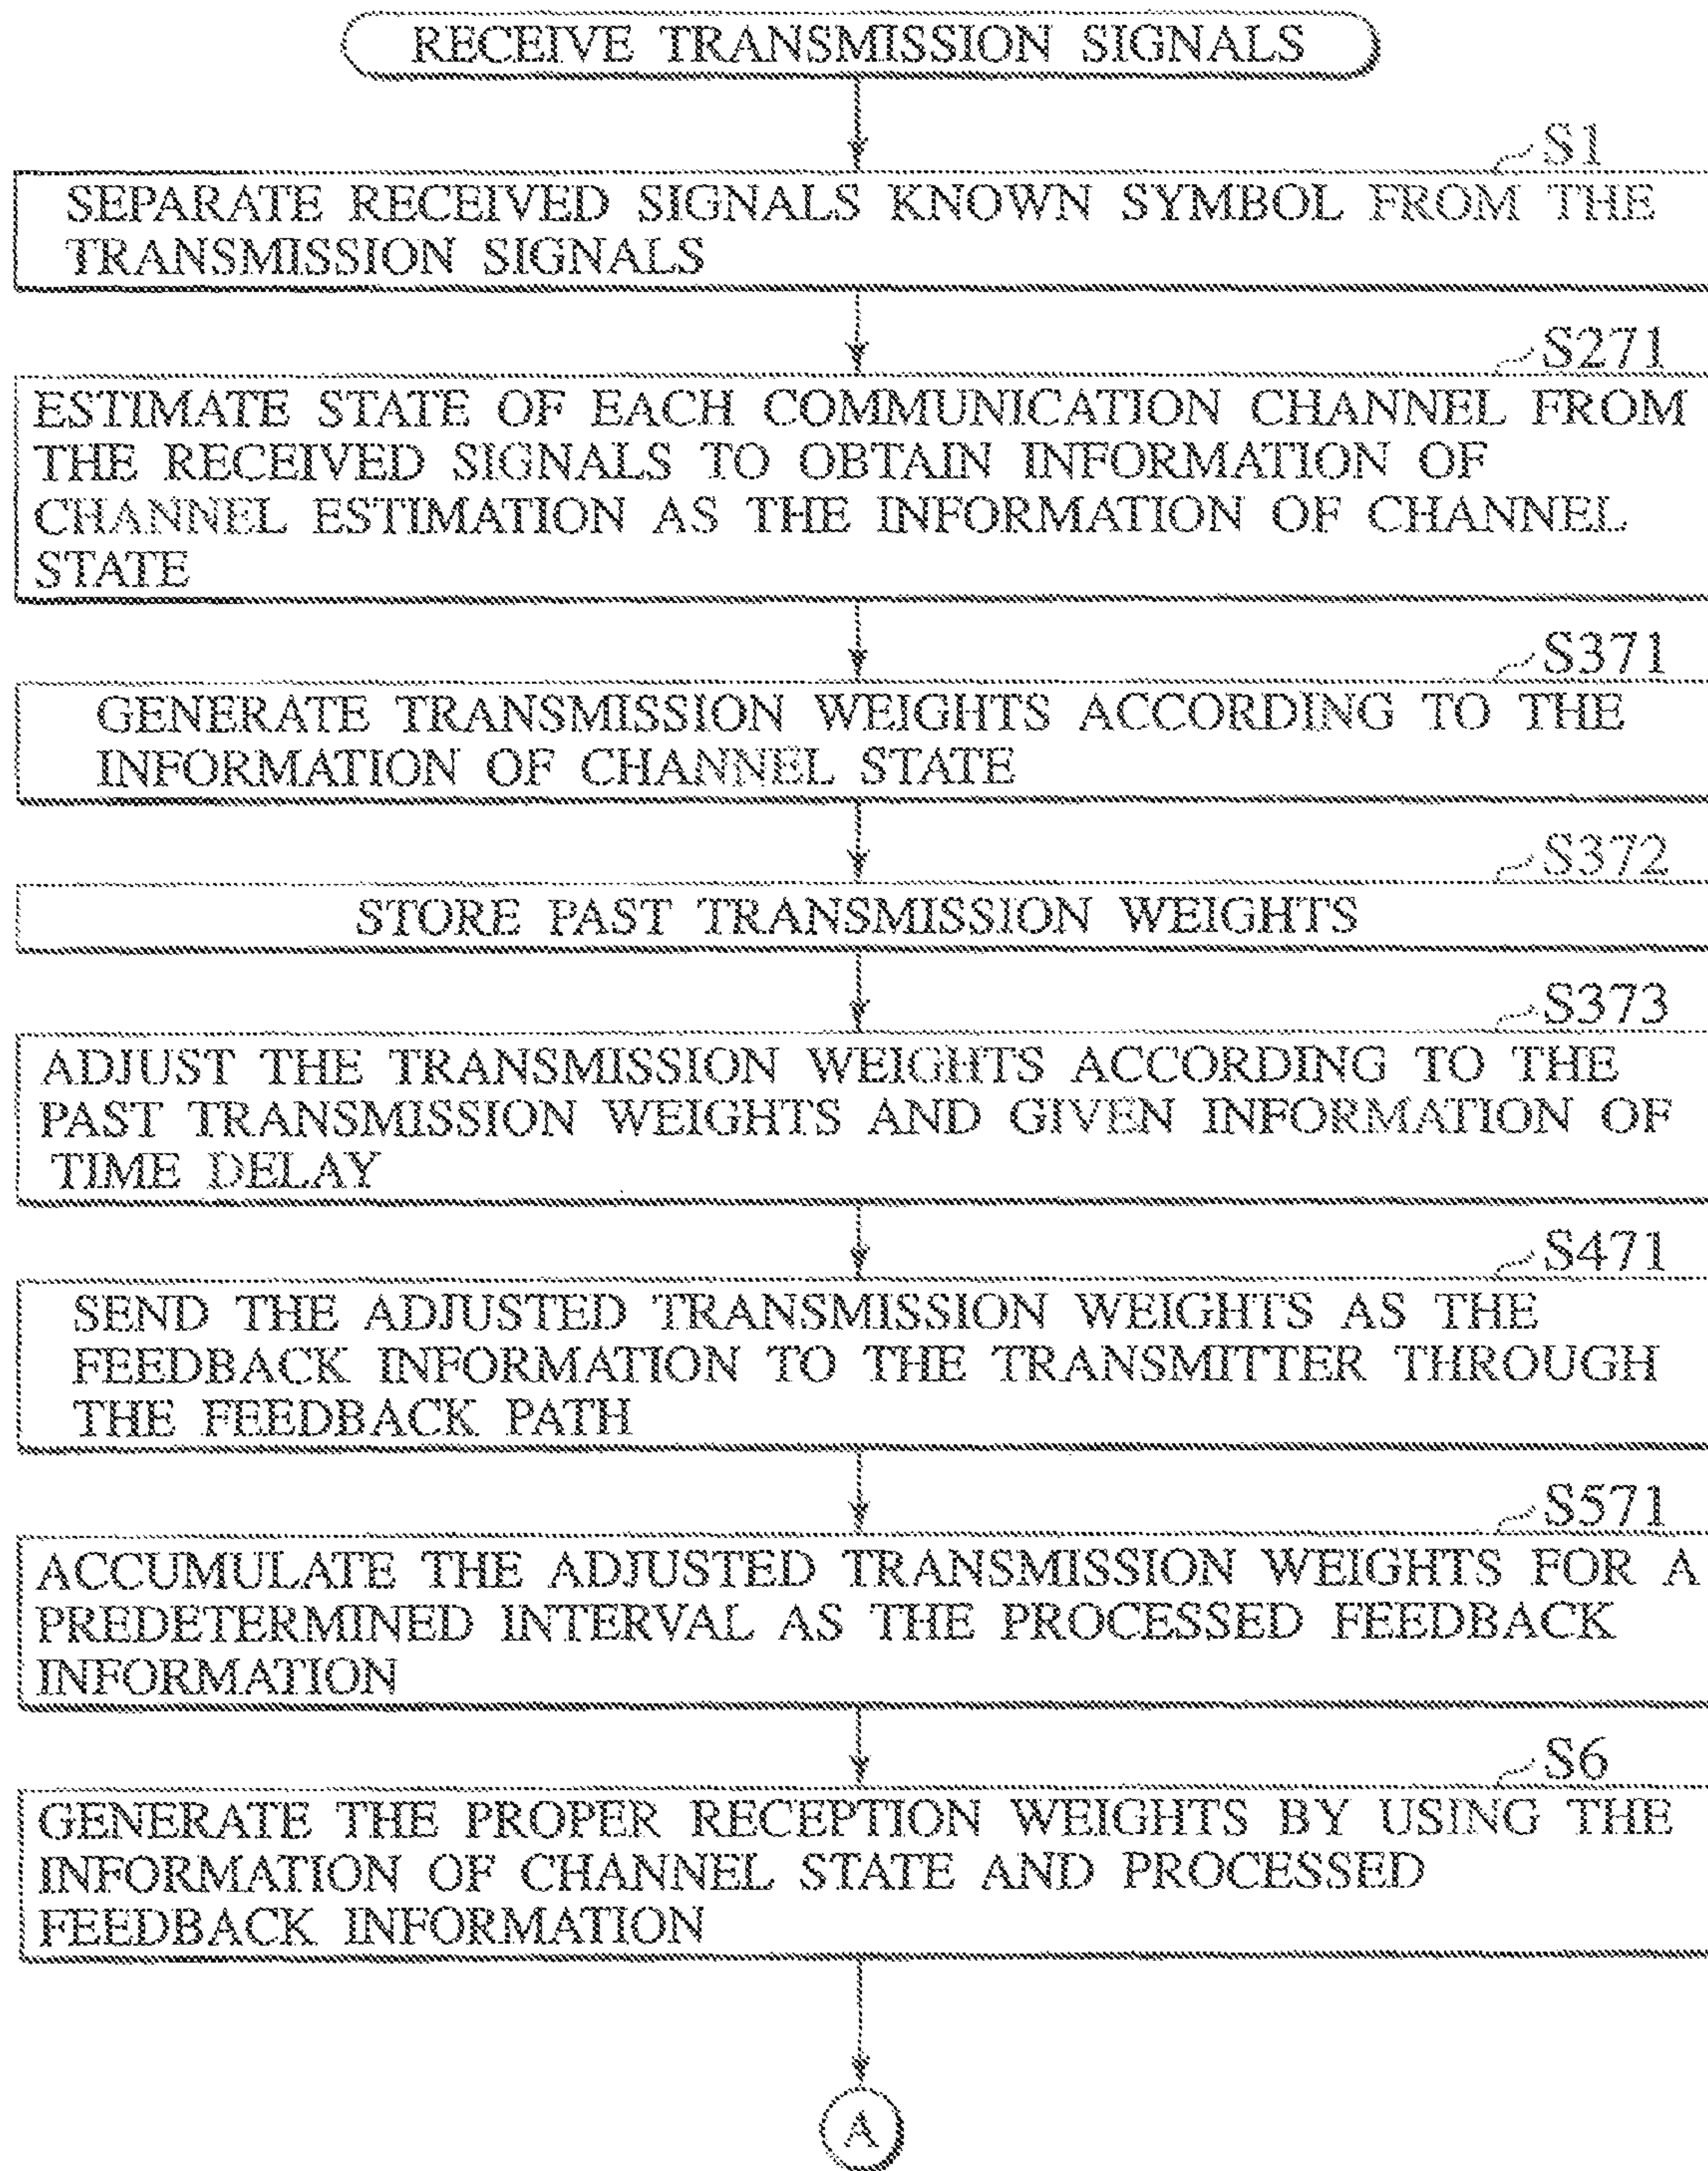 RECEIVE TRANSMISSION SIGNALS
S1
SEPARATE RECEIVED SIGNALS KNOWN SYMBOL FROM THE
TRANSMISSION SIGNALS
S271
ESTIMATE STATE OF EACH COMMUNICATION CHANNEL FROM
THE RECEIVED SIGNALS TO OBTAIN INFORMATION OF
CHANNEL ESTIMATION AS THE INFORMATION OF CHANNEL
STATE
S371
GENERATE TRANSMISSION WEIGHTS ACCORDING TO THE
INFORMATION OF CHANNEL STATE
S372
STORE PAST TRANSMISSION WEIGHTS
S373
ADJUST THE TRANSMISSION WEIGHTS ACCORDING TO THE
PAST TRANSMISSION WEIGHTS AND GIVEN INFORMATION OF
TIME DELAY
S471
SEND THE ADJUSTED TRANSMISSION WEIGHTS AS THE
FEEDBACK INFORMATION TO THE TRANSMITTER THROUGH
THE FEEDBACK PATH
S571
ACCUMULATE THE ADJUSTED TRANSMISSION WEIGHTS FOR A
PREDETERMINED INTERVAL AS THE PROCESSED FEEDBACK
INFORMATION
S6
GENERATE THE PROPER RECEPTION WEIGHTS BY USING THE
INFORMATION OF CHANNEL STATE AND PROCESSED
FEEDBACK INFORMATION
A